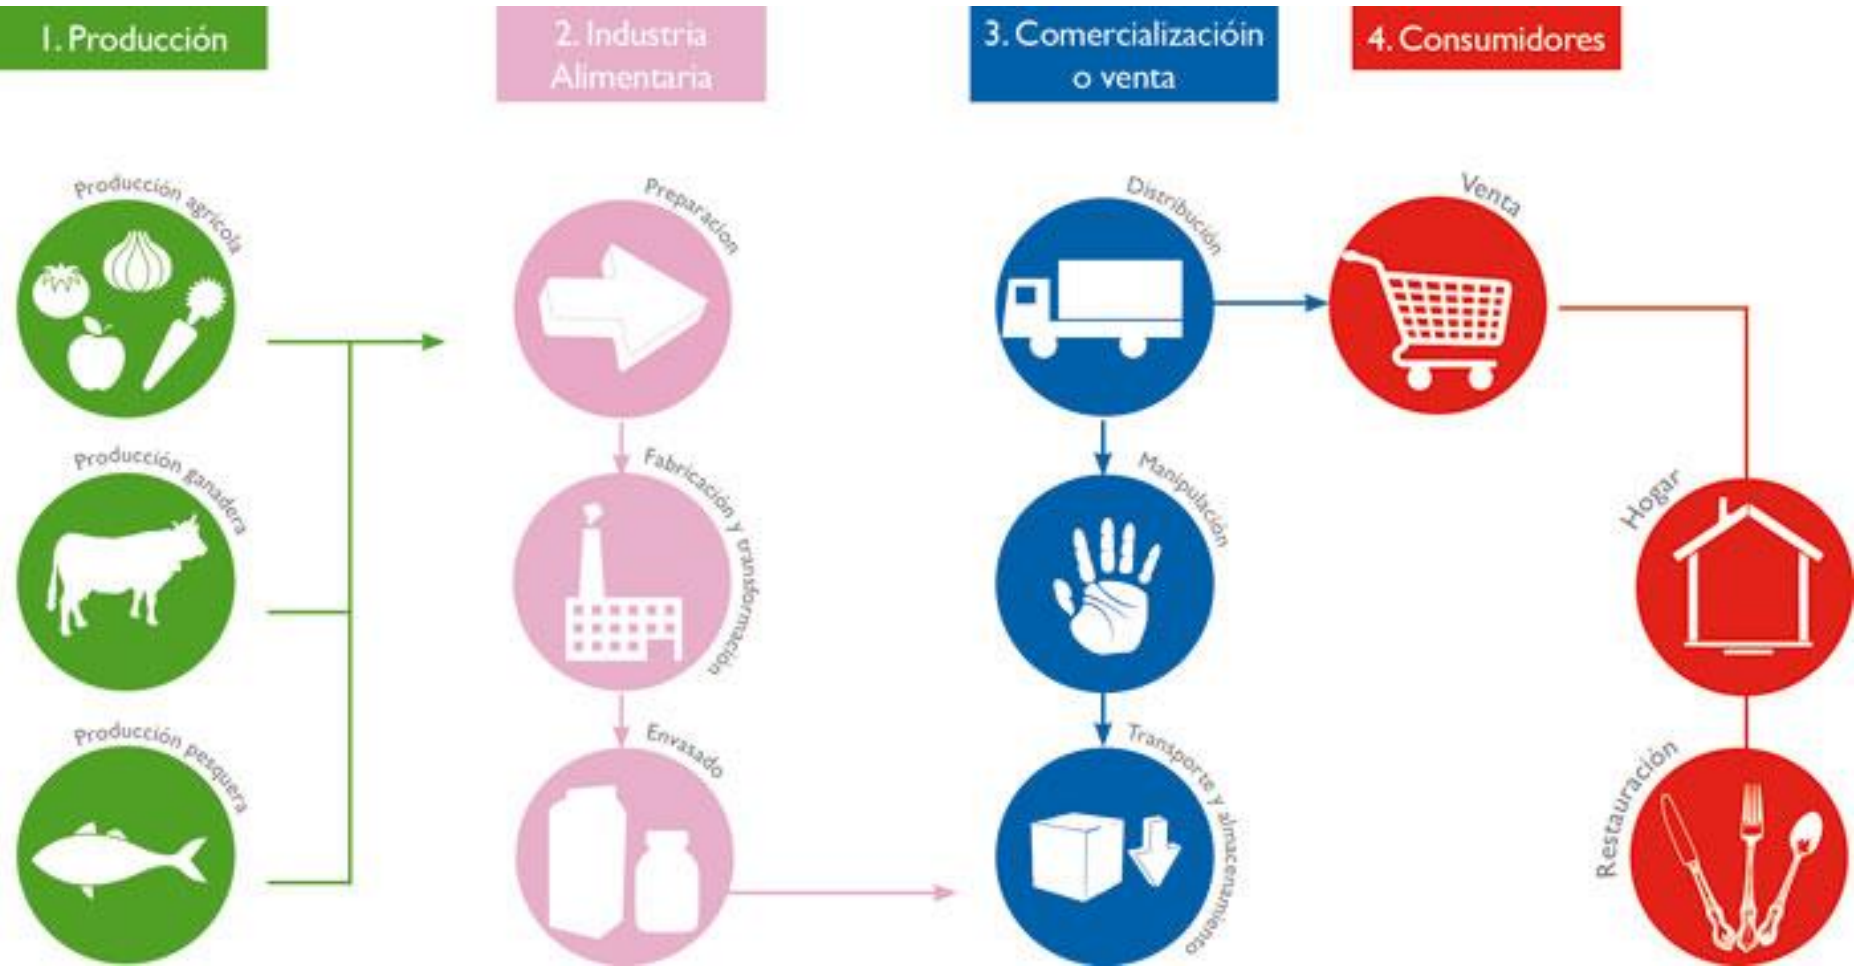 1. Producción
2. Industria
Alimentaria
3. Comercializacióin
o venta
4. Consumidores
Producción agrícola
Producción ganadera
Producción pesquera
Preparacion
Fabricación y transformación
Envasado
Distribución
Manipulación
Transporte y almacenamiento
Venta
Hogar
Restauración